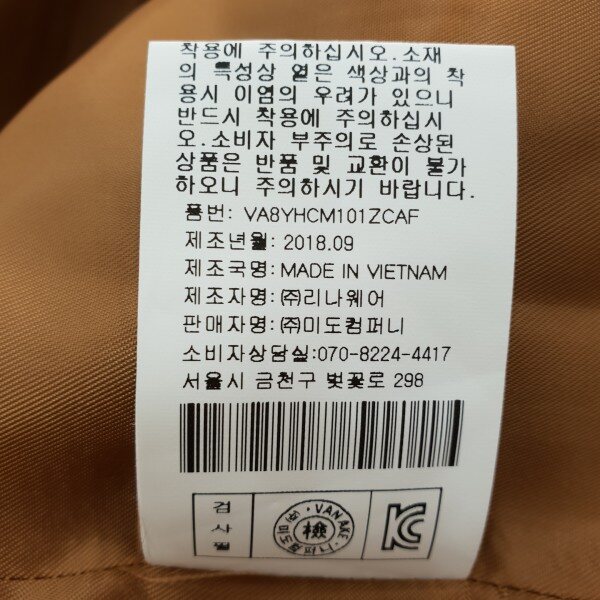 착용에 주의하십시오.소재
의 특성상 옅은 색상과의 착
용시 이염의 우려가 있으니
반드시 착용에 주의하십시
오.소비자 부주의로 손상된
상품은 반품 및 교환이 불가
하오니 주의하시기 바랍니다.
품번: VA8YHCM101ZCAF
제조년월: 2018.09
제조국명: MADE IN VIETNAM
제조자명: ㈜리나웨어
판매자명: ㈜미도컴퍼니
소비자상담실:070-8224-4417
서울시 금천구 벚꽃로 298
검사필
VAN AKE
檢
㈜미도컴퍼니
KC